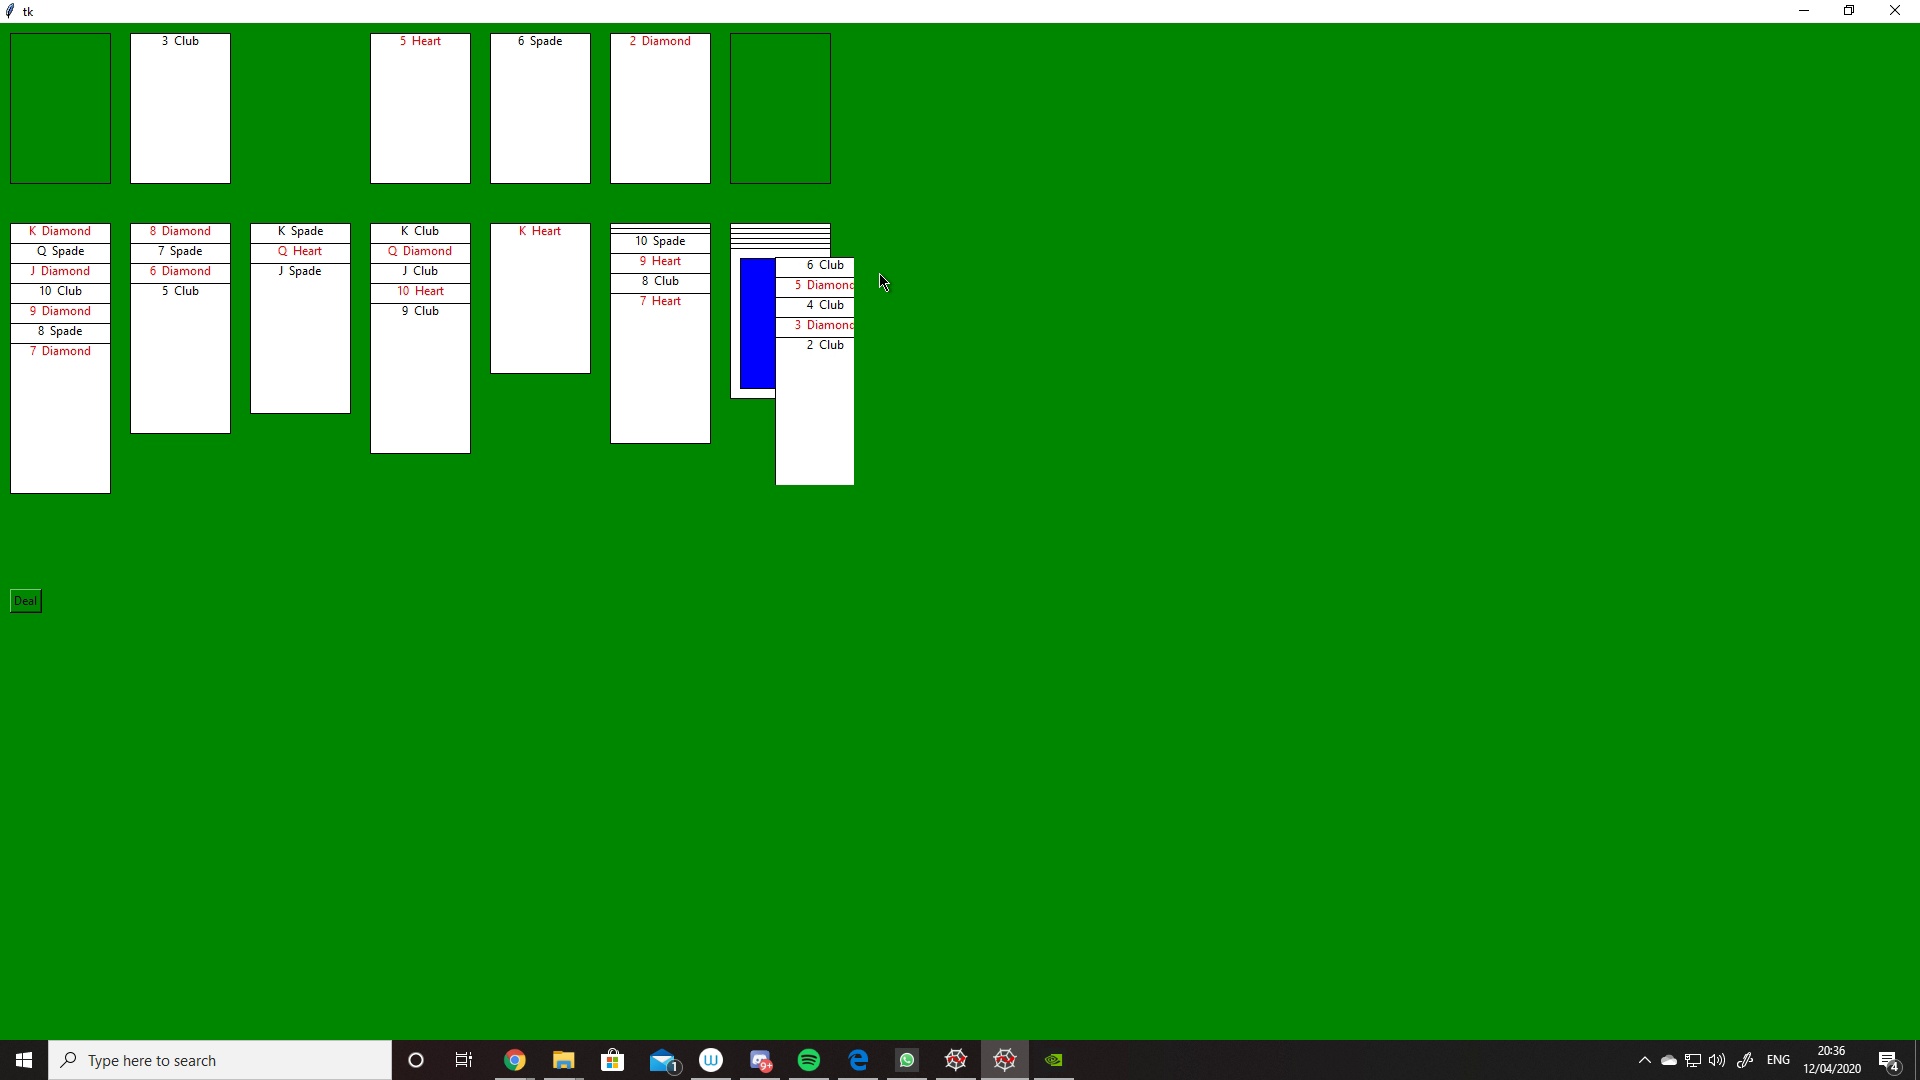 tk
3 Club
5 Heart
6 Spade
2 Diamond
K Diamond
Q Spade
J Diamond
10 Club
9 Diamond
8 Spade
7 Diamond
8 Diamond
7 Spade
6 Diamond
5 Club
K Spade
Q Heart
J Spade
K Club
Q Diamond
J Club
10 Heart
9 Club
K Heart
10 Spade
9 Heart
8 Club
7 Heart
6 Club
5 Diamond
4 Club
3 Diamond
2 Club
Deal
Type here to search
1
W
9+
ENG
20:36
12/04/2020
4